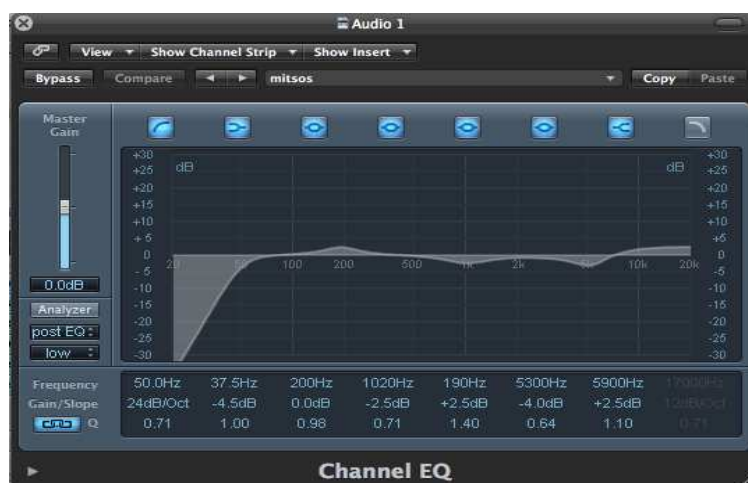 Audio 1
View Show Channel Strip Show Insert
Bypass Compare mitsos Copy Paste
Master
Gain
+30 dB dB +30
+25 +25
+20 +20
+15 +15
+10 +10
+ 5 +5
0 0
20 50 100 200 500 1k 2k 5k 10k 20k
- 5 -5
-10 -10
-15 -15
-20 -20
-25 -25
-30 -30
0.0dB
Analyzer
post EQ
low
Frequency 50.0Hz 37.5Hz 200Hz 1020Hz 190Hz 5300Hz 5900Hz 17000Hz
Gain/Slope 24dB/Oct -4.5dB 0.0dB -2.5dB +2.5dB -4.0dB +2.5dB 12dB/Oct
Q 0.71 1.00 0.98 0.71 1.40 0.64 1.10 0.71
Channel EQ